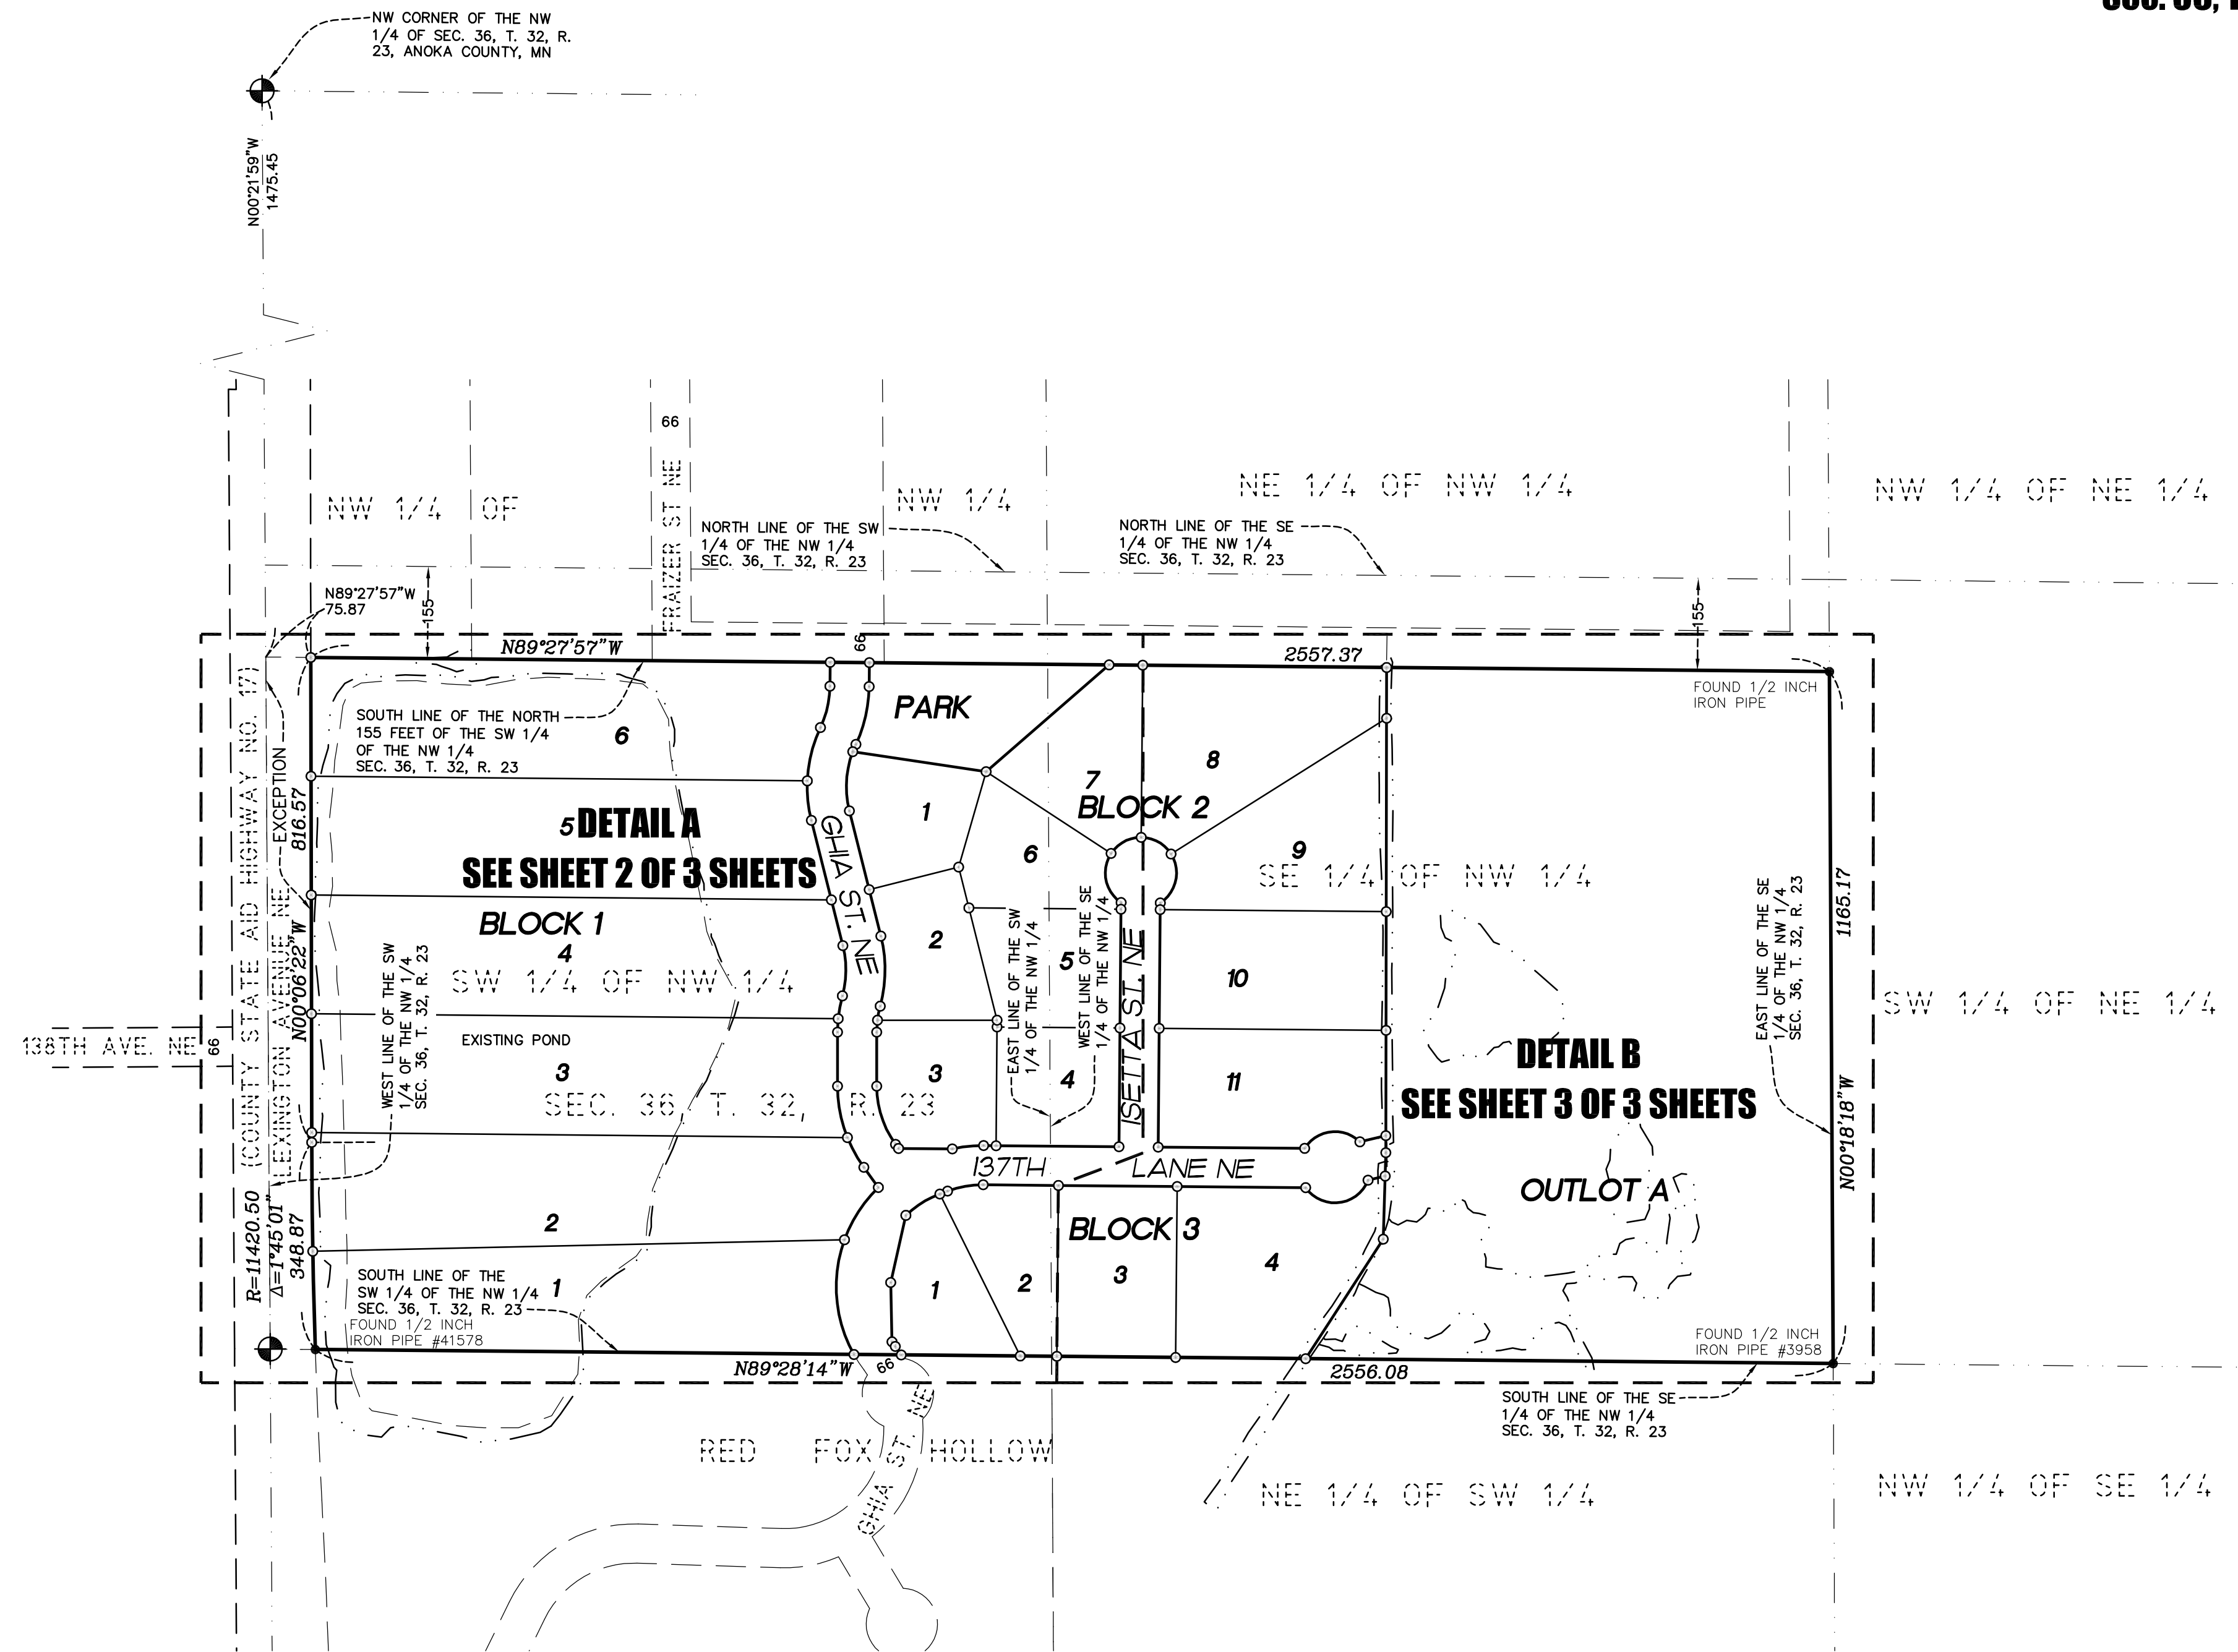 NW CORNER OF THE NW
1/4 OF SEC. 36, T. 32, R.
23, ANOKA COUNTY, MN
N00°21'59"W
1475.45
66
FRAZER ST NE
NW 1/4 OF
NW 1/4
NE 1/4 OF NW 1/4
NW 1/4 OF NE 1/4
NORTH LINE OF THE SW
1/4 OF THE NW 1/4
SEC. 36, T. 32, R. 23
NORTH LINE OF THE SE
1/4 OF THE NW 1/4
SEC. 36, T. 32, R. 23
N89°27'57"W
75.87
155
155
N89°27'57"W
66
2557.37
FOUND 1/2 INCH
IRON PIPE
PARK
SOUTH LINE OF THE NORTH
155 FEET OF THE SW 1/4
OF THE NW 1/4
SEC. 36, T. 32, R. 23
6
7
8
BLOCK 2
1
6
9
5
DETAIL A
SEE SHEET 2 OF 3 SHEETS
GHIA ST. NE
SE 1/4 OF NW 1/4
EXCEPTION
816.57
(COUNTY STATE AID HIGHWAY NO. 17)
LEXINGTON AVENUE NE
N00°06'22"W
BLOCK 1
4
2
5
10
SW 1/4 OF NW 1/4
WEST LINE OF THE SW
1/4 OF THE NW 1/4
SEC. 36, T. 32, R. 23
EAST LINE OF THE SW
1/4 OF THE NW 1/4
WEST LINE OF THE SE
1/4 OF THE NW 1/4
ISETTA ST. NE
EAST LINE OF THE SE
1/4 OF THE NW 1/4
SEC. 36, T. 32, R. 23
1165.17
SW 1/4 OF NE 1/4
138TH AVE. NE
66
EXISTING POND
3
3
4
11
DETAIL B
SEE SHEET 3 OF 3 SHEETS
SEC. 36 T. 32, R. 23
N00°18'18"W
137TH LANE NE
OUTLOT A
2
BLOCK 3
R=11420.50
Δ=1°45'01"
348.87
SOUTH LINE OF THE
SW 1/4 OF THE NW 1/4
SEC. 36, T. 32, R. 23
1
1
2
3
4
FOUND 1/2 INCH
IRON PIPE #41578
FOUND 1/2 INCH
IRON PIPE #3958
N89°28'14"W
66
2556.08
SOUTH LINE OF THE SE
1/4 OF THE NW 1/4
SEC. 36, T. 32, R. 23
RED FOX HOLLOW
GHIA ST. NE
NE 1/4 OF SW 1/4
NW 1/4 OF SE 1/4